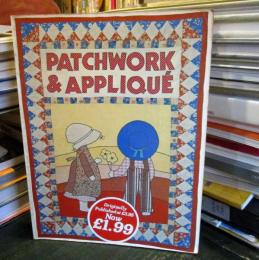 PATCHWORK
& APPLIQUÉ
Originally
Published at £3.95
Now
£1.99